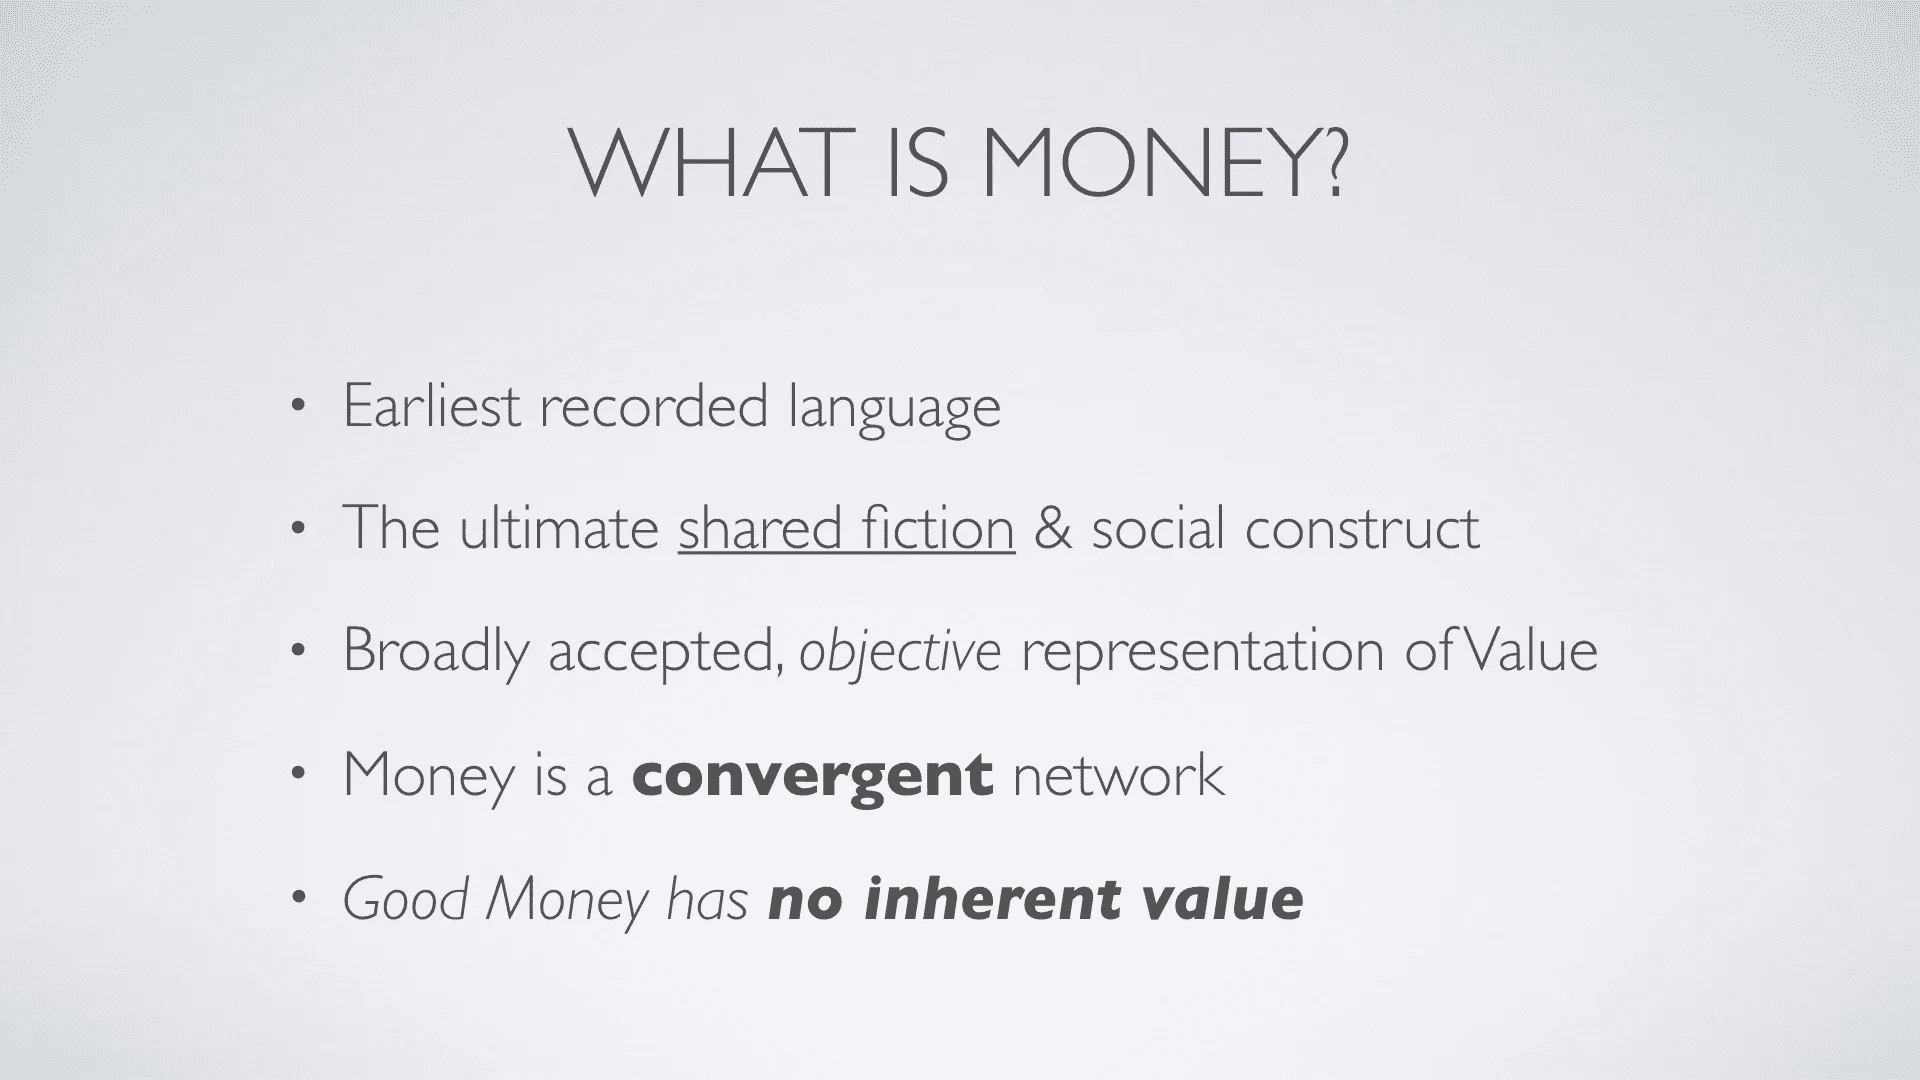 WHAT IS MONEY?
• Earliest recorded language
• The ultimate shared fiction & social construct
• Broadly accepted, objective representation of Value
• Money is a convergent network
• Good Money has no inherent value